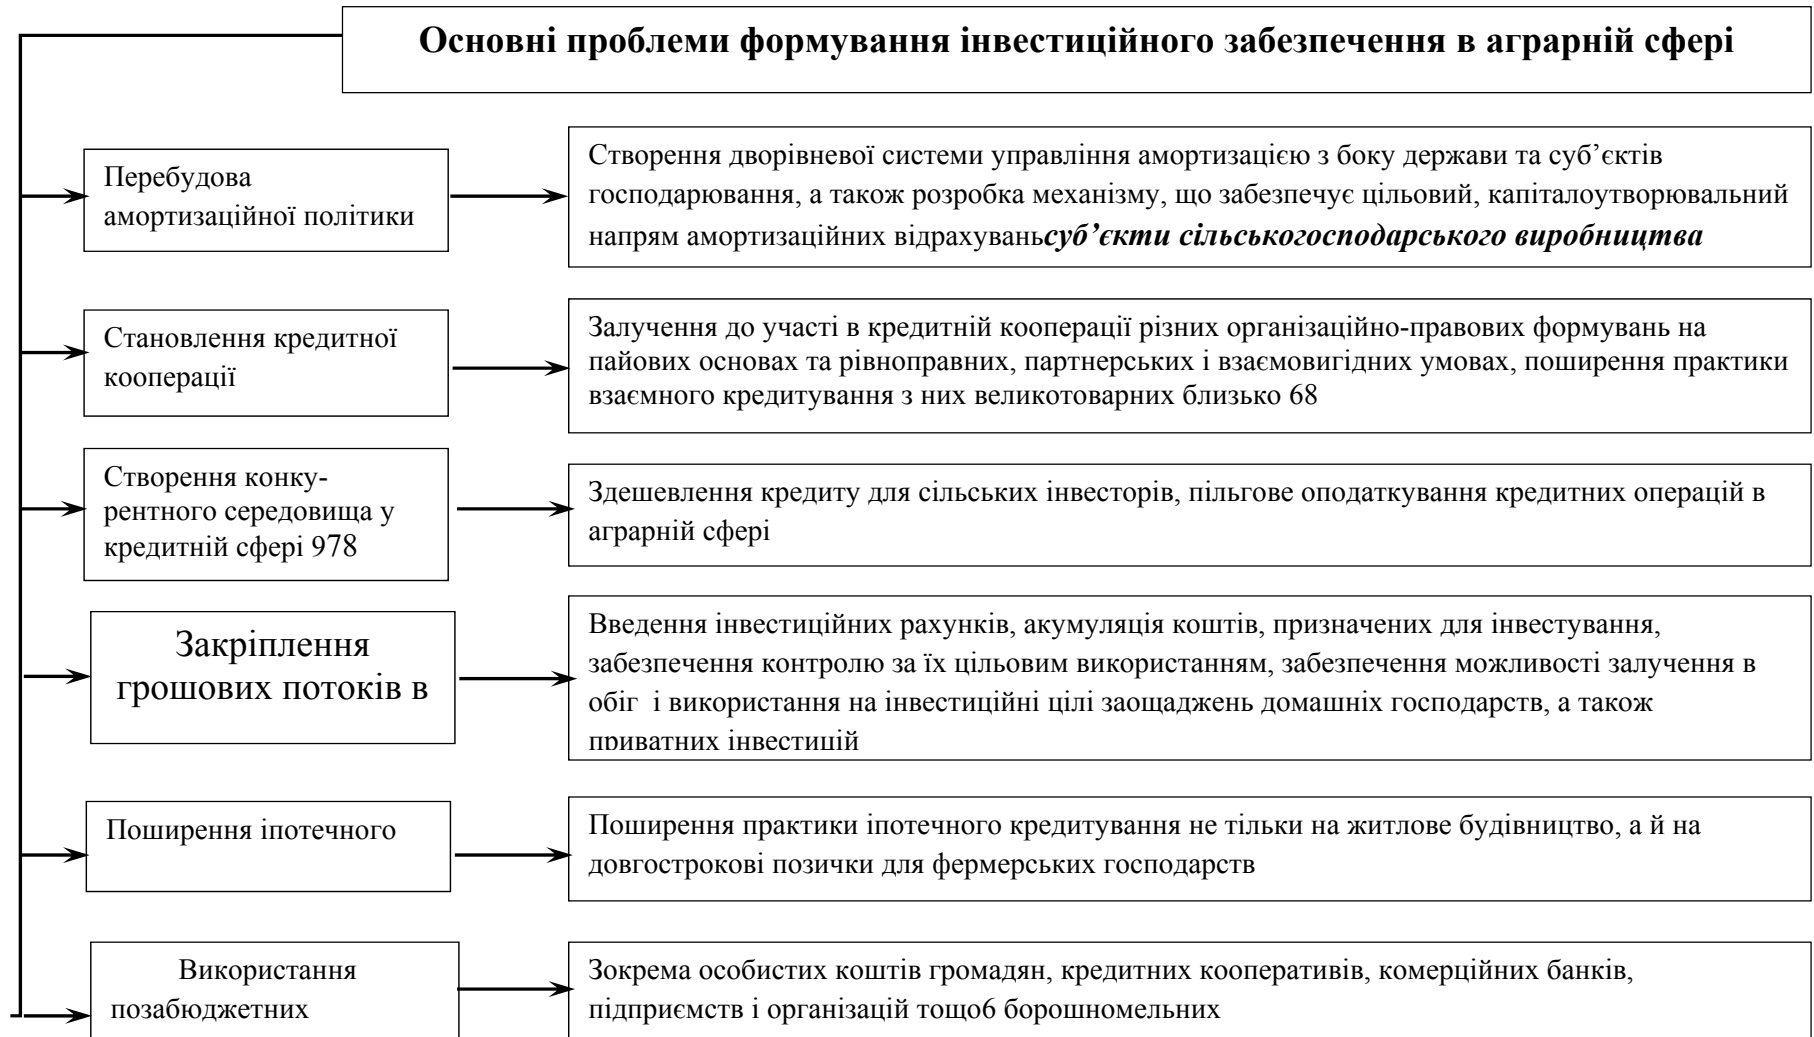 Основні проблеми формування інвестиційного забезпечення в аграрній сфері
Перебудова
амортизаційної політики
Створення дворівневої системи управління амортизацією з боку держави та суб’єктів
господарювання, а також розробка механізму, що забезпечує цільовий, капіталоутворювальний
напрям амортизаційних відрахуваньсуб’єкти сільськогосподарського виробництва
Становлення кредитної
кооперації
Залучення до участі в кредитній кооперації різних організаційно-правових формувань на
пайових основах та рівноправних, партнерських і взаємовигідних умовах, поширення практики
взаємного кредитування з них великотоварних близько 68
Створення конку-
рентного середовища у
кредитній сфері 978
Здешевлення кредиту для сільських інвесторів, пільгове оподаткування кредитних операцій в
аграрній сфері
Закріплення
грошових потоків в
Введення інвестиційних рахунків, акумуляція коштів, призначених для інвестування,
забезпечення контролю за їх цільовим використанням, забезпечення можливості залучення в
обіг і використання на інвестиційні цілі заощаджень домашніх господарств, а також
приватних інвестицій
Поширення іпотечного
Поширення практики іпотечного кредитування не тільки на житлове будівництво, а й на
довгострокові позички для фермерських господарств
Використання
позабюджетних
Зокрема особистих коштів громадян, кредитних кооперативів, комерційних банків,
підприємств і організацій тощо6 борошномельних